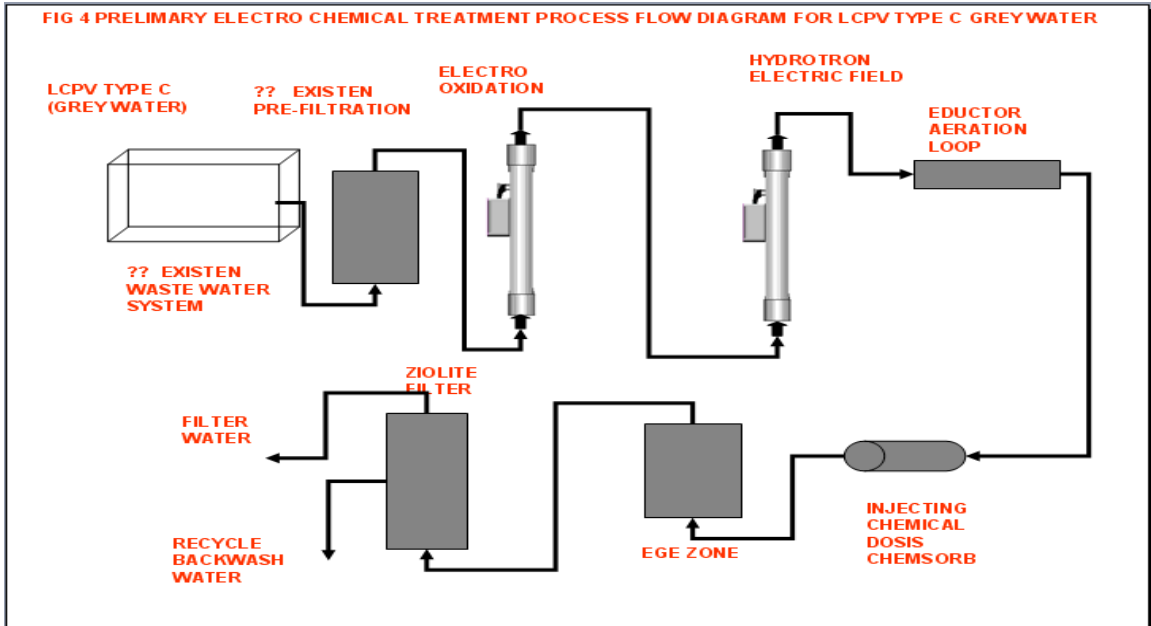 FIG 4 PRELIMARY ELECTRO CHEMICAL TREATMENT PROCESS FLOW DIAGRAM FOR LCPV TYPE C GREY WATER
LCPV TYPE C
(GREY WATER)
?? EXISTEN
PRE-FILTRATION
ELECTRO
OXIDATION
HYDROTRON
ELECTRIC FIELD
EDUCTOR
AERATION
LOOP
?? EXISTEN
WASTE WATER
SYSTEM
ZIOLITE
FILTER
FILTER
WATER
RECYCLE
BACKWASH
WATER
EGE ZONE
INJECTING
CHEMICAL
DOSIS
CHEMSORB